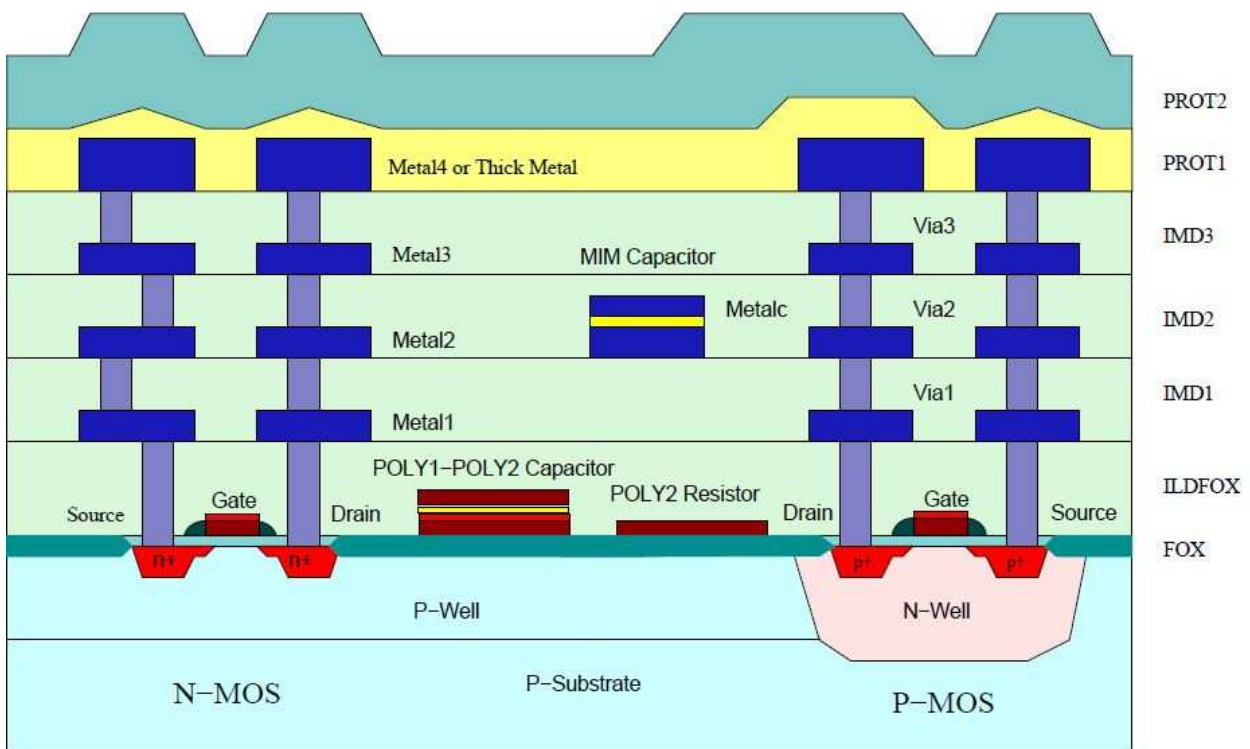 PROT2
PROT1
Metal4 or Thick Metal
Via3
IMD3
Metal3
MIM Capacitor
Metalc
Via2
IMD2
Metal2
Via1
IMD1
Metal1
POLY1-POLY2 Capacitor
POLY2 Resistor
ILDFOX
Source
Gate
Drain
Drain
Gate
Source
FOX
n+
n+
p+
p+
P-Well
N-Well
P-Substrate
N-MOS
P-MOS